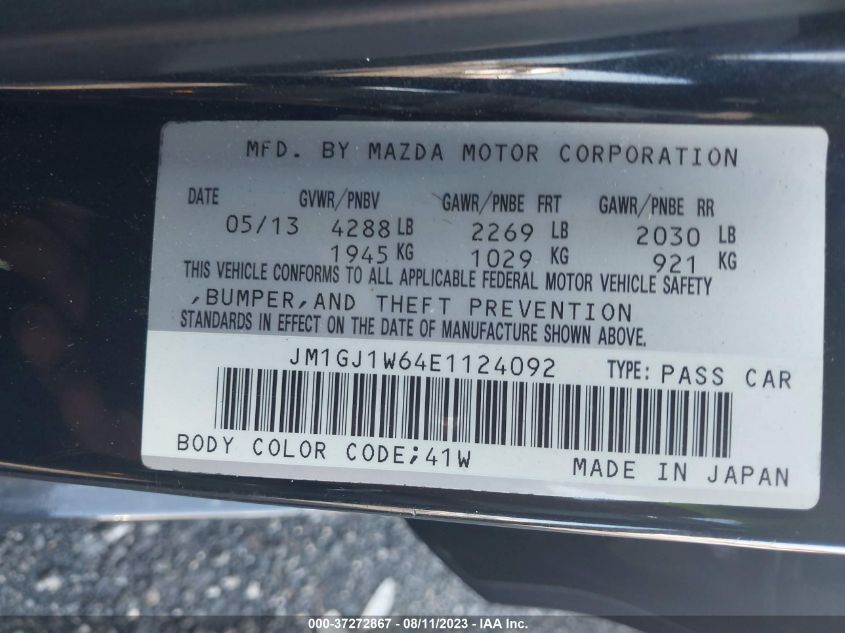 MFD. BY MAZDA MOTOR CORPORATION
DATE GVWR/PNBV GAWR/PNBE FRT GAWR/PNBE RR
05/13 4288 LB 2269 LB 2030 LB
1945 KG 1029 KG 921 KG
THIS VEHICLE CONFORMS TO ALL APPLICABLE FEDERAL MOTOR VEHICLE SAFETY
,BUMPER,AND THEFT PREVENTION
STANDARDS IN EFFECT ON THE DATE OF MANUFACTURE SHOWN ABOVE.
JM1GJ1W64E1124092 TYPE: PASS CAR
BODY COLOR CODE;41W MADE IN JAPAN
000-37272867 - 08/11/2023 - IAA Inc.